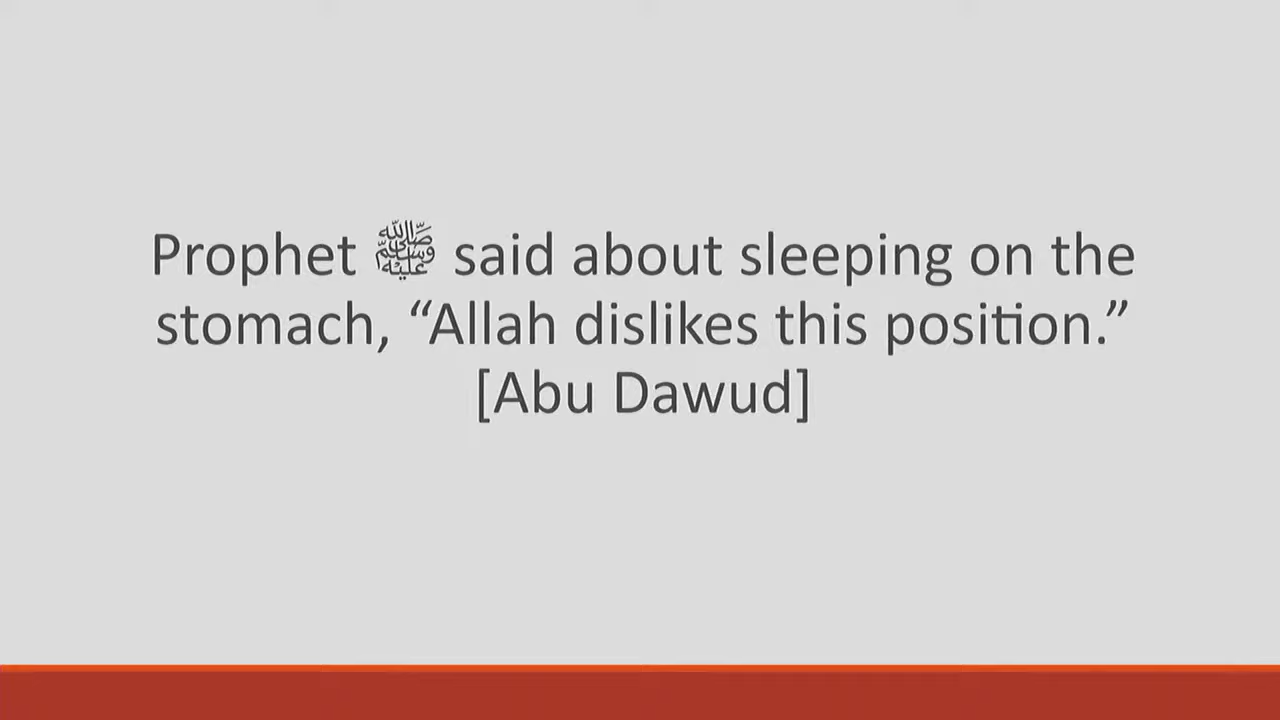 Prophet ﷺ said about sleeping on the
stomach, “Allah dislikes this position.”
[Abu Dawud]